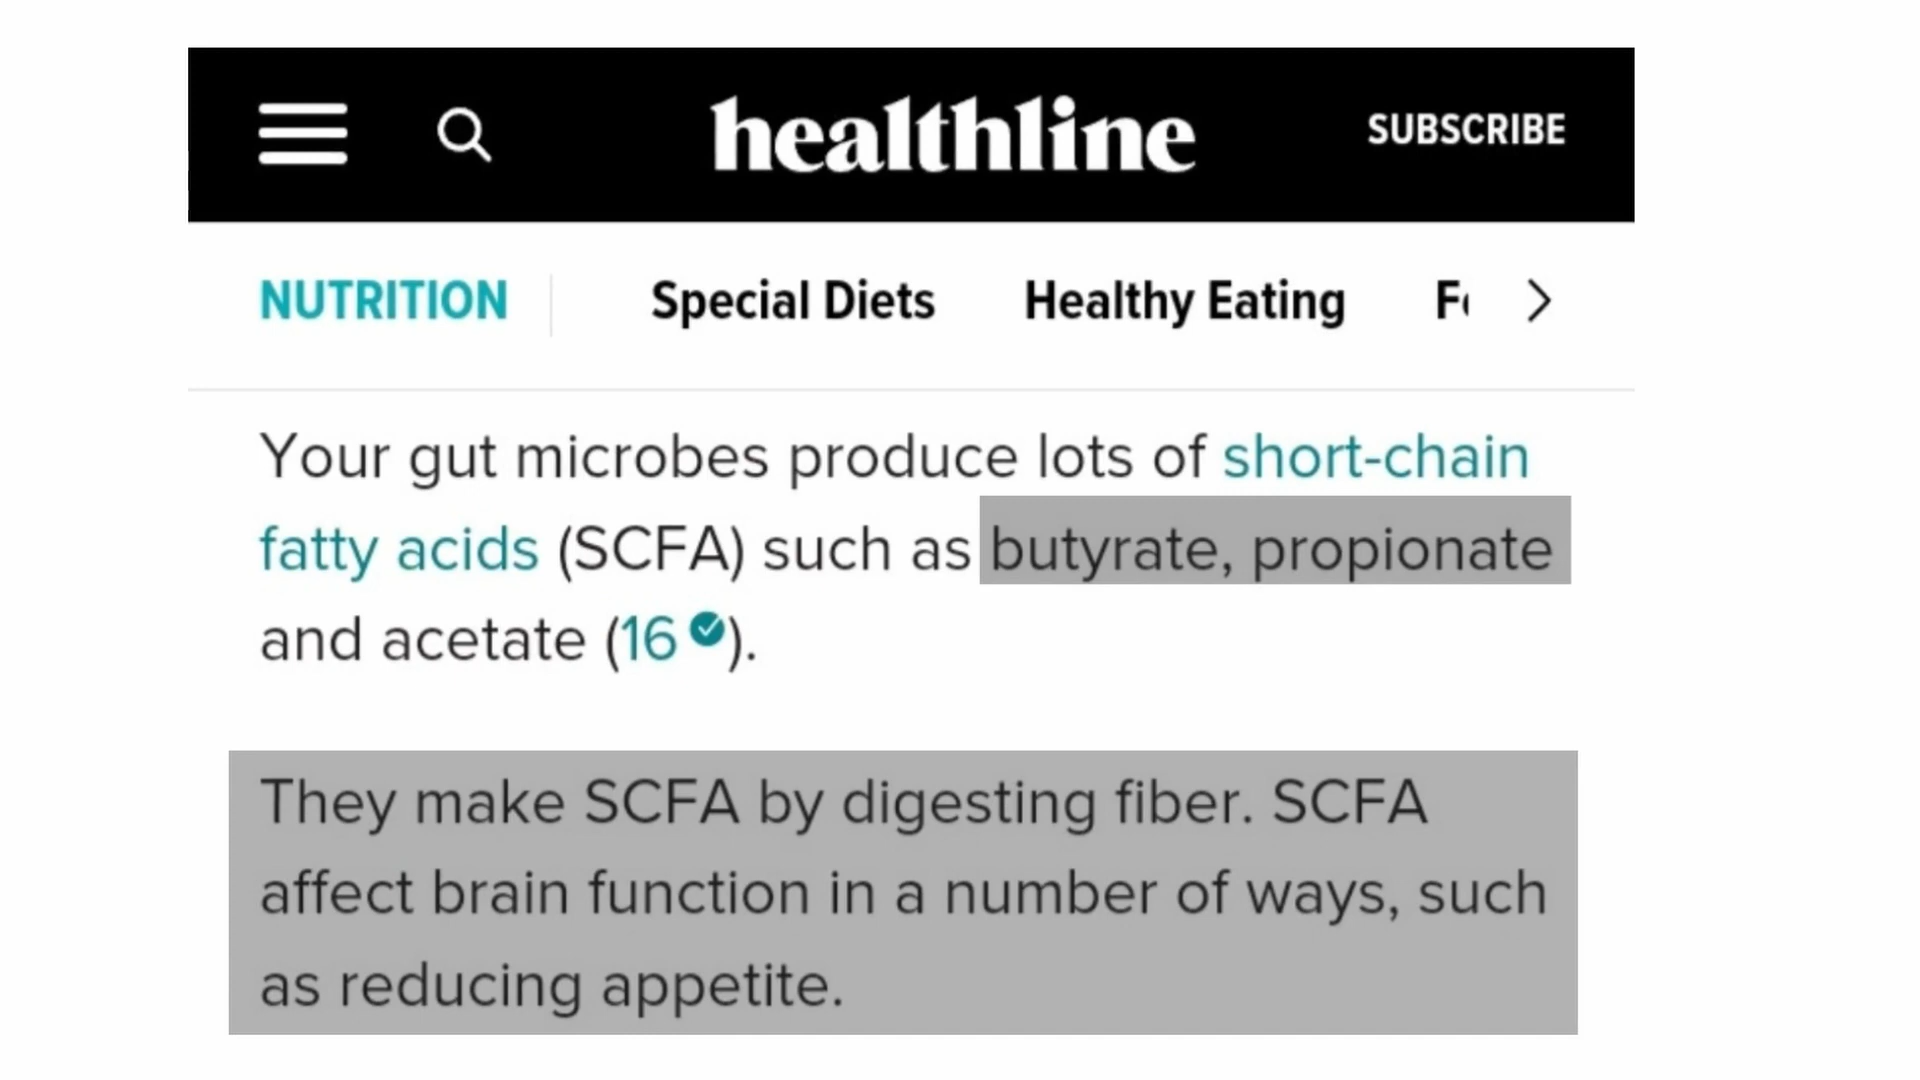 healthline
SUBSCRIBE
NUTRITION
Special Diets
Healthy Eating
Your gut microbes produce lots of short-chain
fatty acids (SCFA) such as butyrate, propionate
and acetate (16).
They make SCFA by digesting fiber. SCFA
affect brain function in a number of ways, such
as reducing appetite.